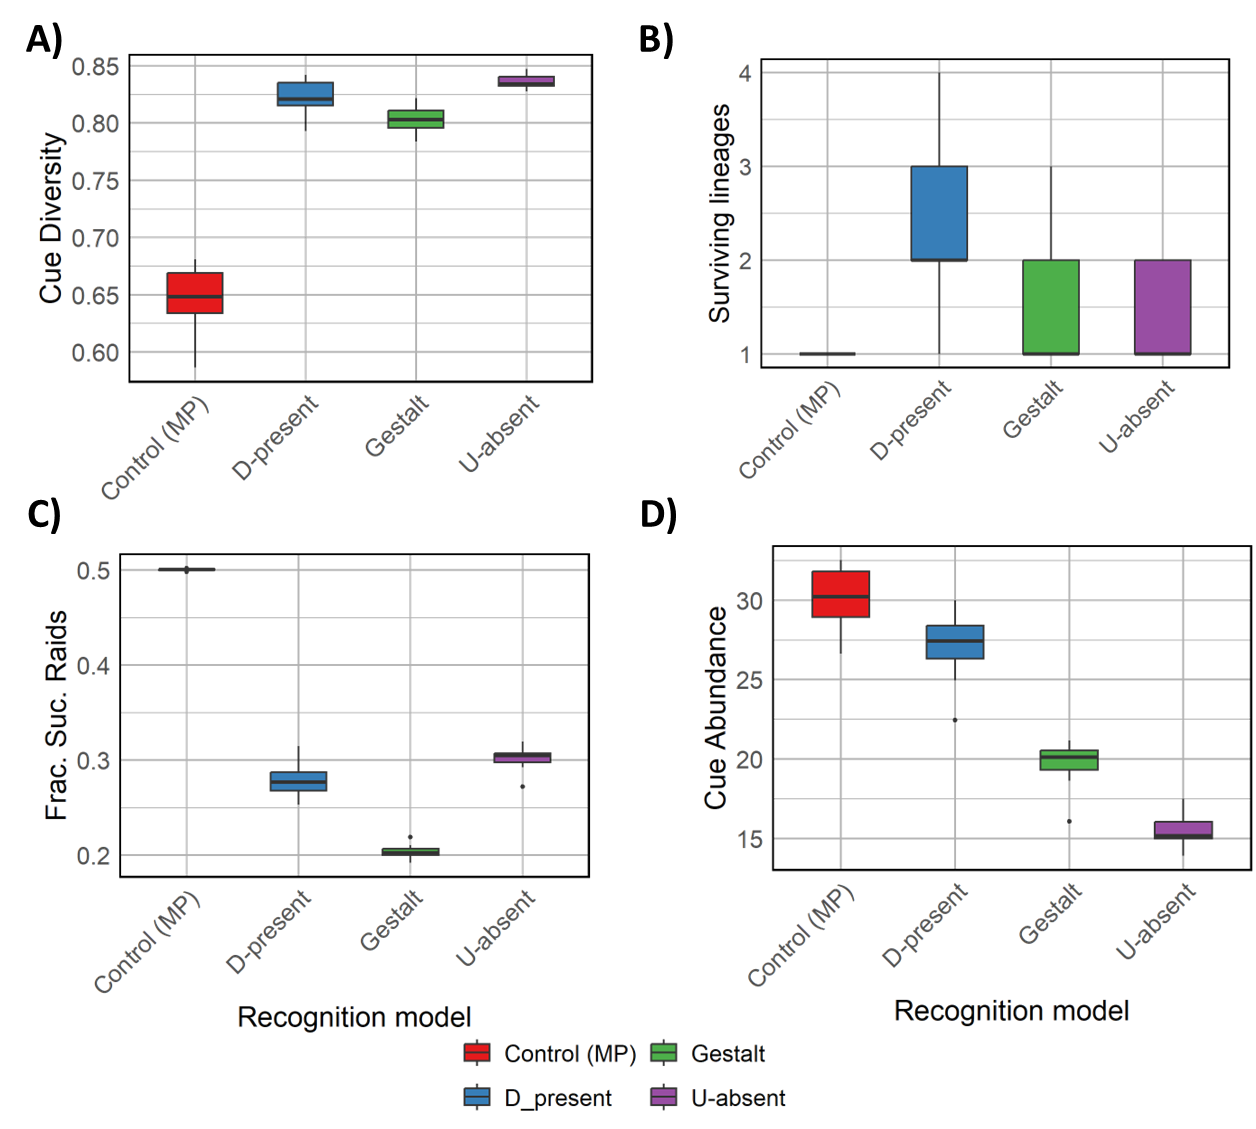 A)
Cue Diversity
0.85
0.80
0.75
0.70
0.65
0.60
Control (MP)
D-present
Gestalt
U-absent
B)
Surviving lineages
4
3
2
1
Control (MP)
D-present
Gestalt
U-absent
C)
Frac. Suc. Raids
0.5
0.4
0.3
0.2
Control (MP)
D-present
Gestalt
U-absent
Recognition model
D)
Cue Abundance
30
25
20
15
Control (MP)
D-present
Gestalt
U-absent
Recognition model
Control (MP)
Gestalt
D_present
U-absent